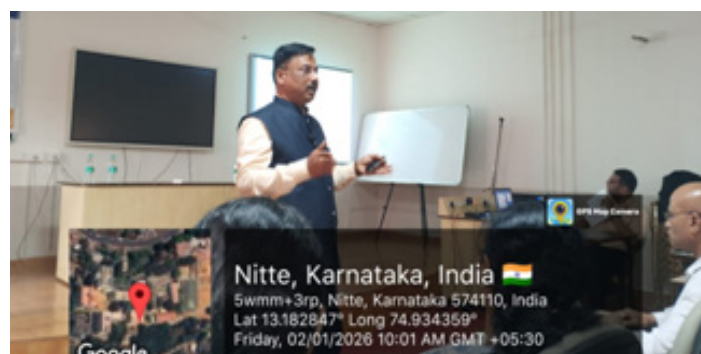 GPS Map Camera
Nitte, Karnataka, India 🇮🇳
5wmm+3rp, Nitte, Karnataka 574110, India
Lat 13.182847° Long 74.934359°
Friday, 02/01/2026 10:01 AM GMT +05:30
Google